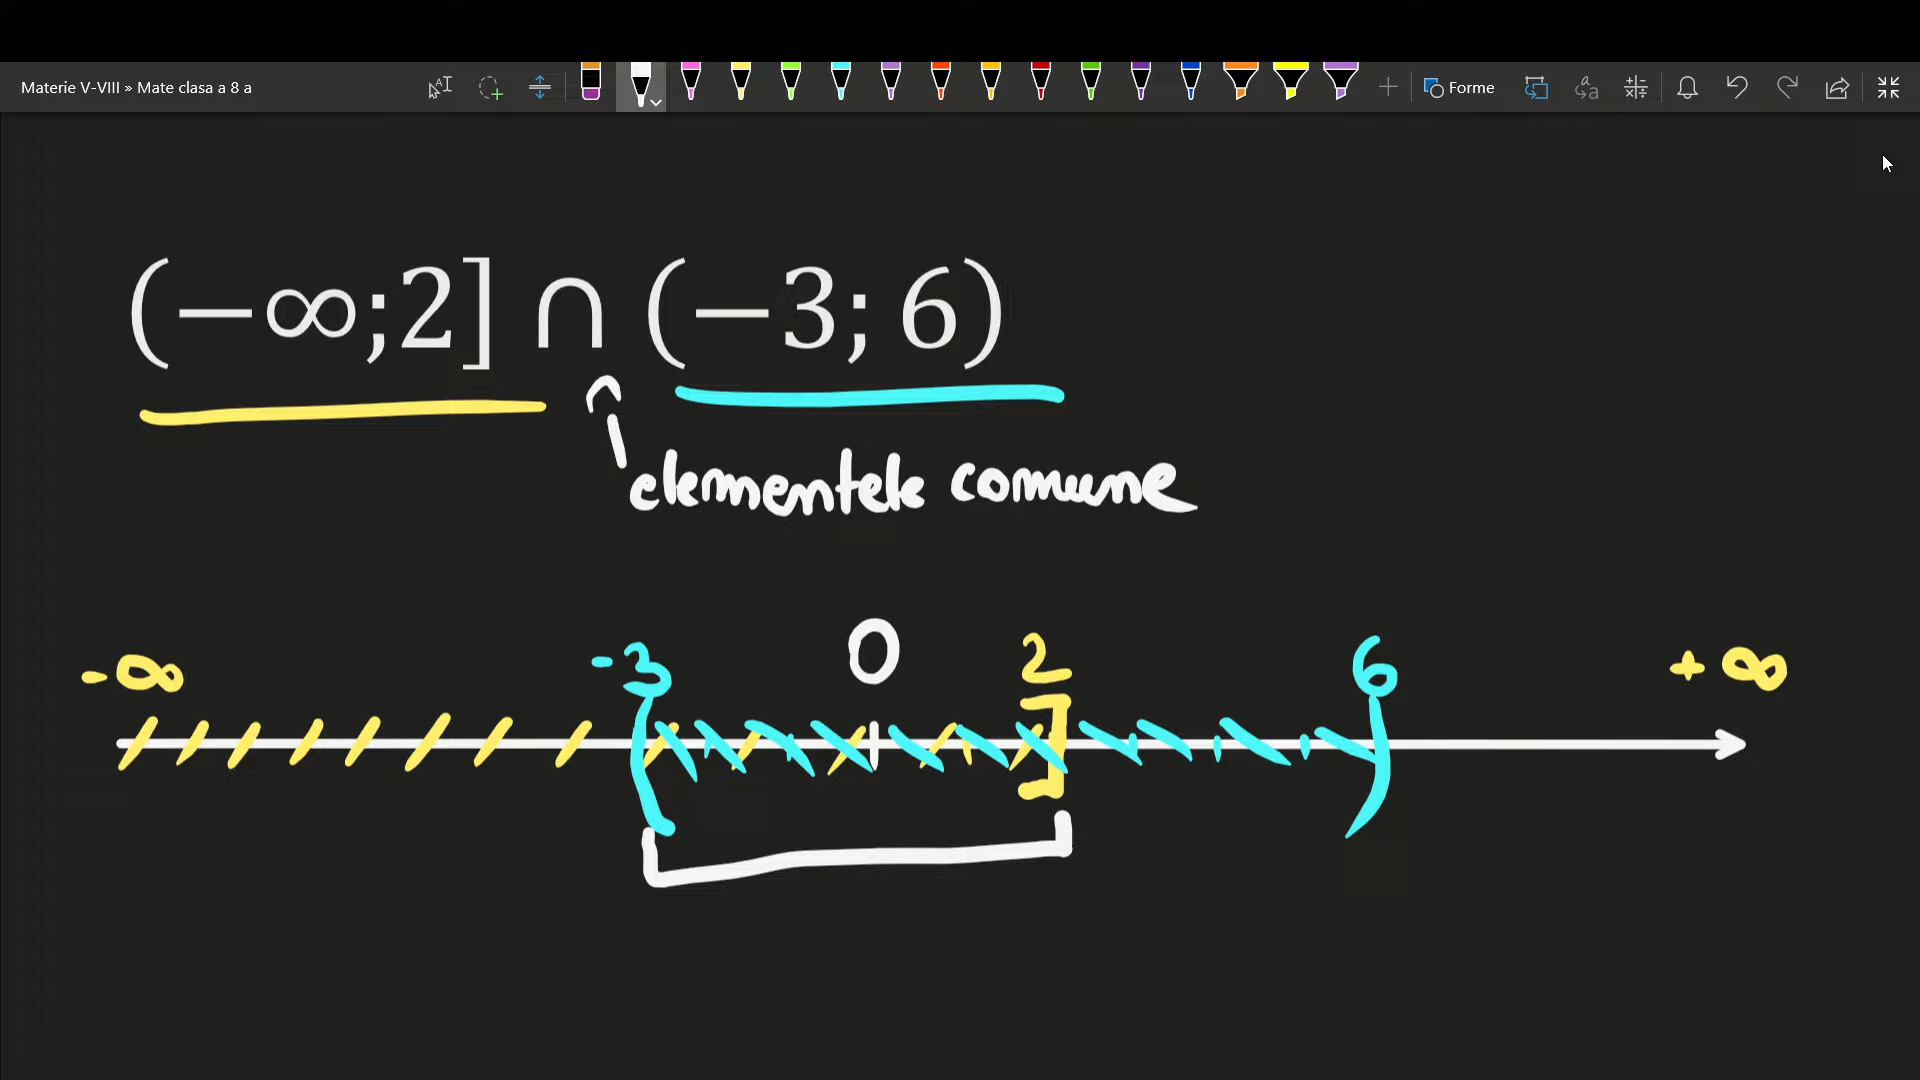 Materie V-VIII » Mate clasa a 8 a
Forme
(−∞;2] ∩ (−3; 6)
elementele comune
-∞ -3 0 2 6 +∞